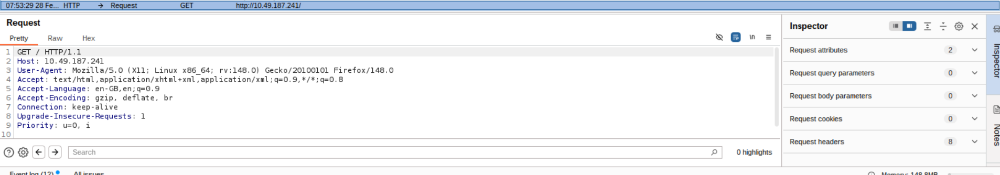 07:53:29 28 Fe... HTTP → Request GET http://10.49.187.241/
Request
Inspector
Pretty Raw Hex
\n
1 GET / HTTP/1.1
2 Host: 10.49.187.241
3 User-Agent: Mozilla/5.0 (X11; Linux x86_64; rv:148.0) Gecko/20100101 Firefox/148.0
4 Accept: text/html,application/xhtml+xml,application/xml;q=0.9,*/*;q=0.8
5 Accept-Language: en-GB,en;q=0.9
6 Accept-Encoding: gzip, deflate, br
7 Connection: keep-alive
8 Upgrade-Insecure-Requests: 1
9 Priority: u=0, i
10
Request attributes 2
Request query parameters 0
Request body parameters 0
Request cookies 0
Request headers 8
Inspector
Notes
Search
0 highlights
Event log (12) All issues
Memory: 148.8MB